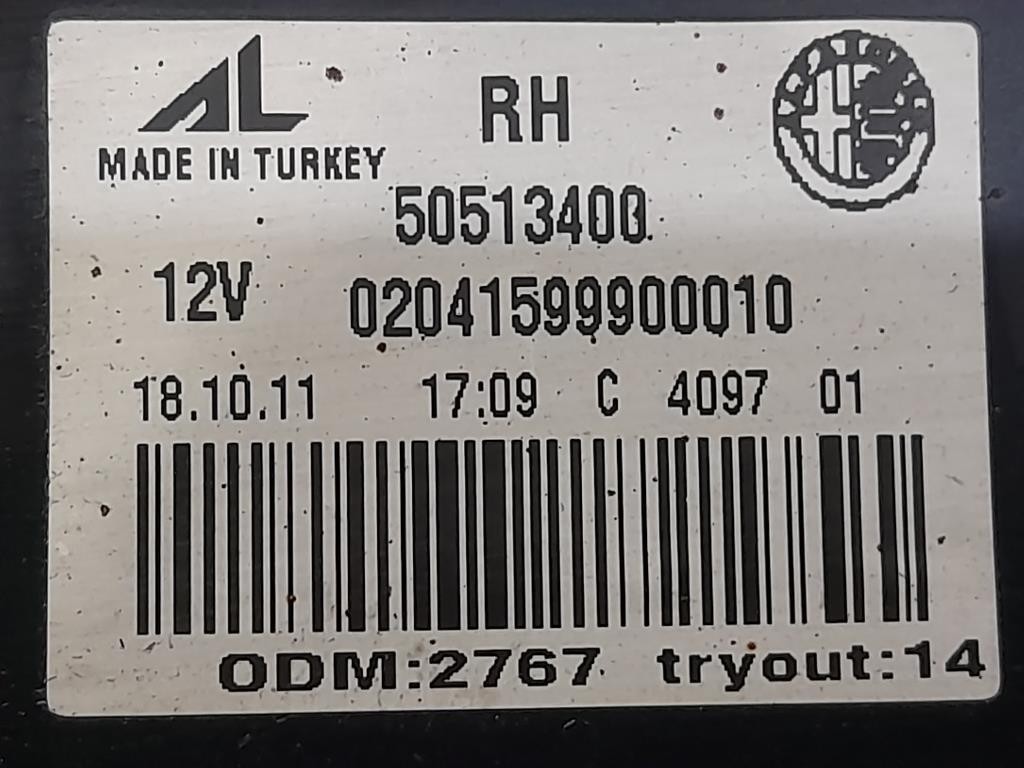 AL RH
MADE IN TURKEY
50513400
12V 02041599900010
18.10.11 17:09 C 4097 01
ODM:2767 tryout:14